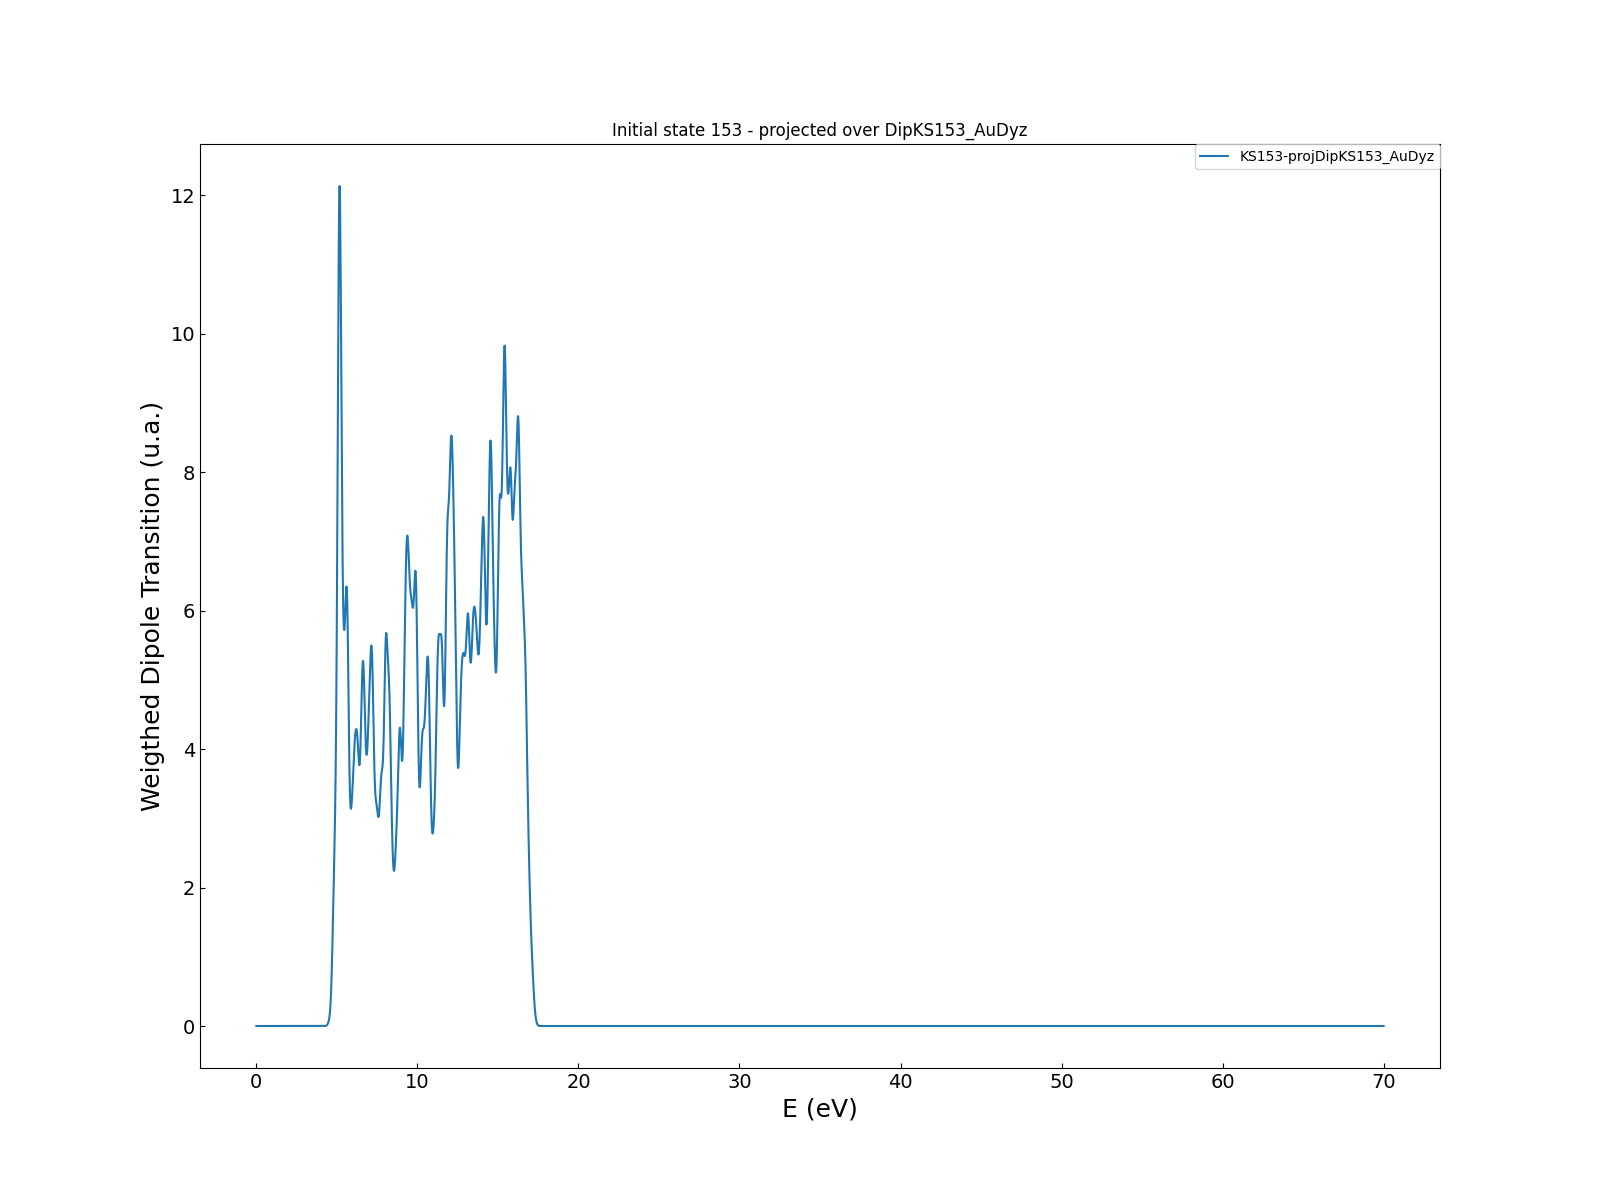 Initial state 153 - projected over DipKS153_AuDyz
KS153-projDipKS153_AuDyz
12
10
8
6
4
2
0
Weigthed Dipole Transition (u.a.)
0 10 20 30 40 50 60 70
E (eV)